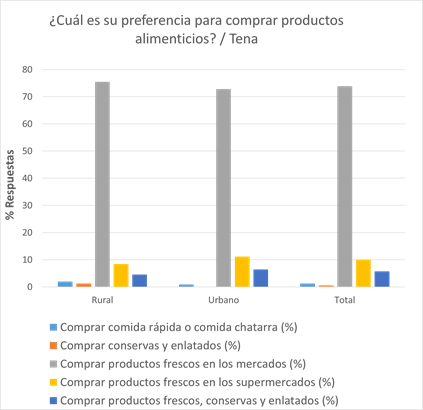 ¿Cuál es su preferencia para comprar productos
alimenticios? / Tena
% Respuestas
80
70
60
50
40
30
20
10
0
Rural
Urbano
Total
Comprar comida rápida o comida chatarra (%)
Comprar conservas y enlatados (%)
Comprar productos frescos en los mercados (%)
Comprar productos frescos en los supermercados (%)
Comprar productos frescos, conservas y enlatados (%)